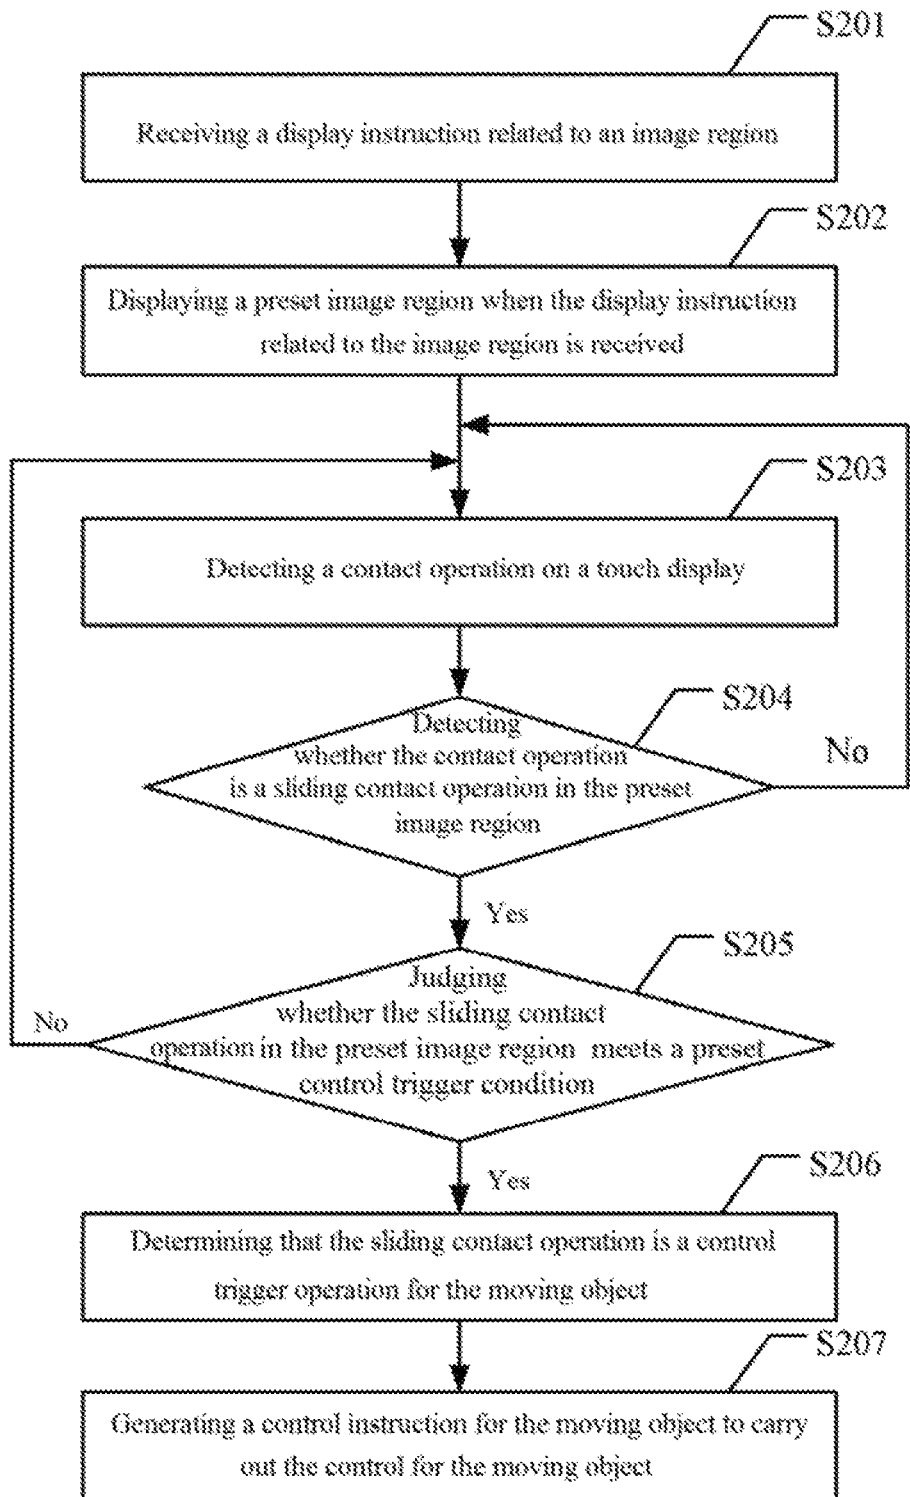 S201
Receiving a display instruction related to an image region
S202
Displaying a preset image region when the display instruction
related to the image region is received
S203
Detecting a contact operation on a touch display
S204
Detecting
whether the contact operation
is a sliding contact operation in the preset
image region
No
Yes
S205
Judging
whether the sliding contact
operation in the preset image region meets a preset
control trigger condition
No
Yes
S206
Determining that the sliding contact operation is a control
trigger operation for the moving object
S207
Generating a control instruction for the moving object to carry
out the control for the moving object